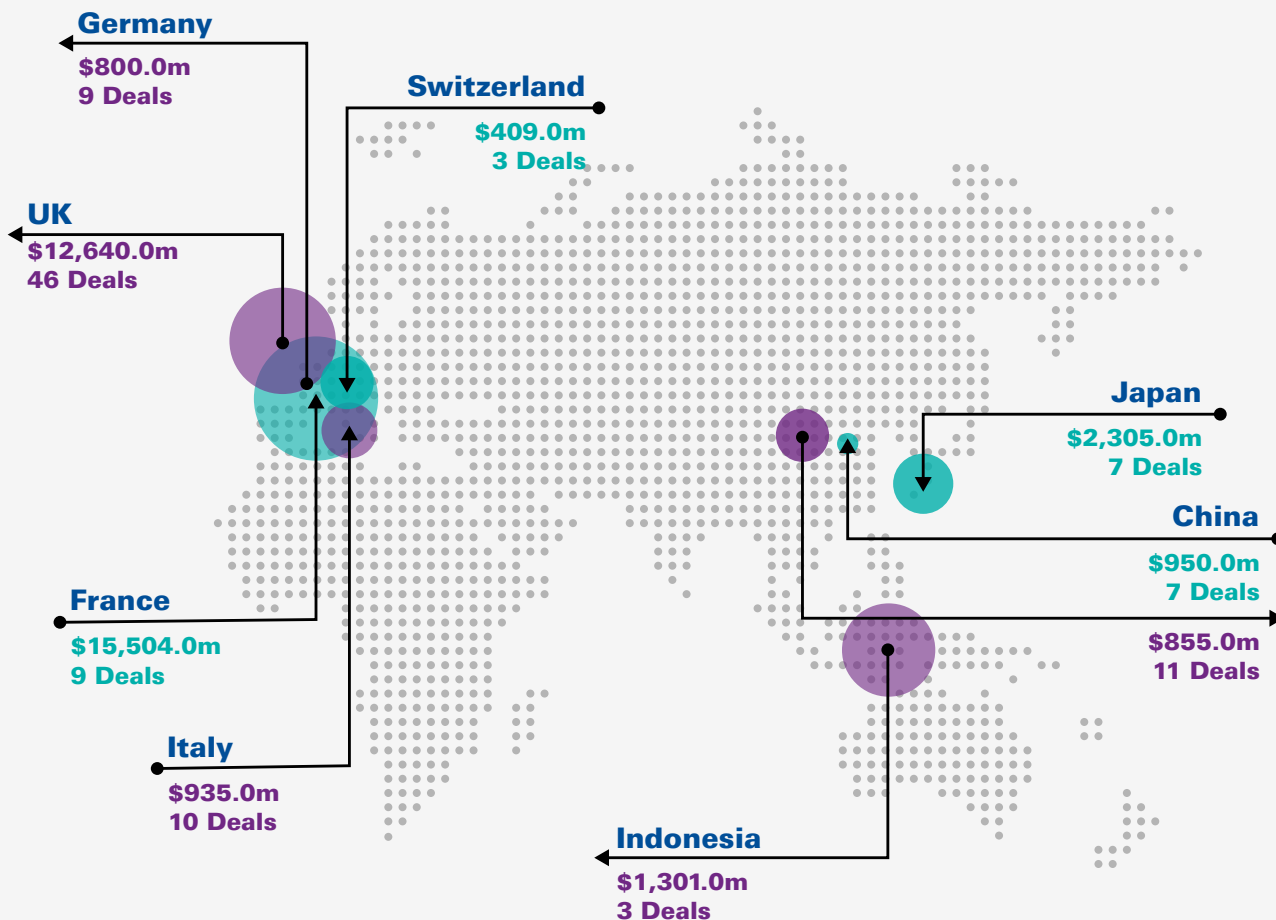 Germany
$800.0m
9 Deals
Switzerland
$409.0m
3 Deals
UK
$12,640.0m
46 Deals
Japan
$2,305.0m
7 Deals
China
$950.0m
7 Deals
$855.0m
11 Deals
France
$15,504.0m
9 Deals
Italy
$935.0m
10 Deals
Indonesia
$1,301.0m
3 Deals